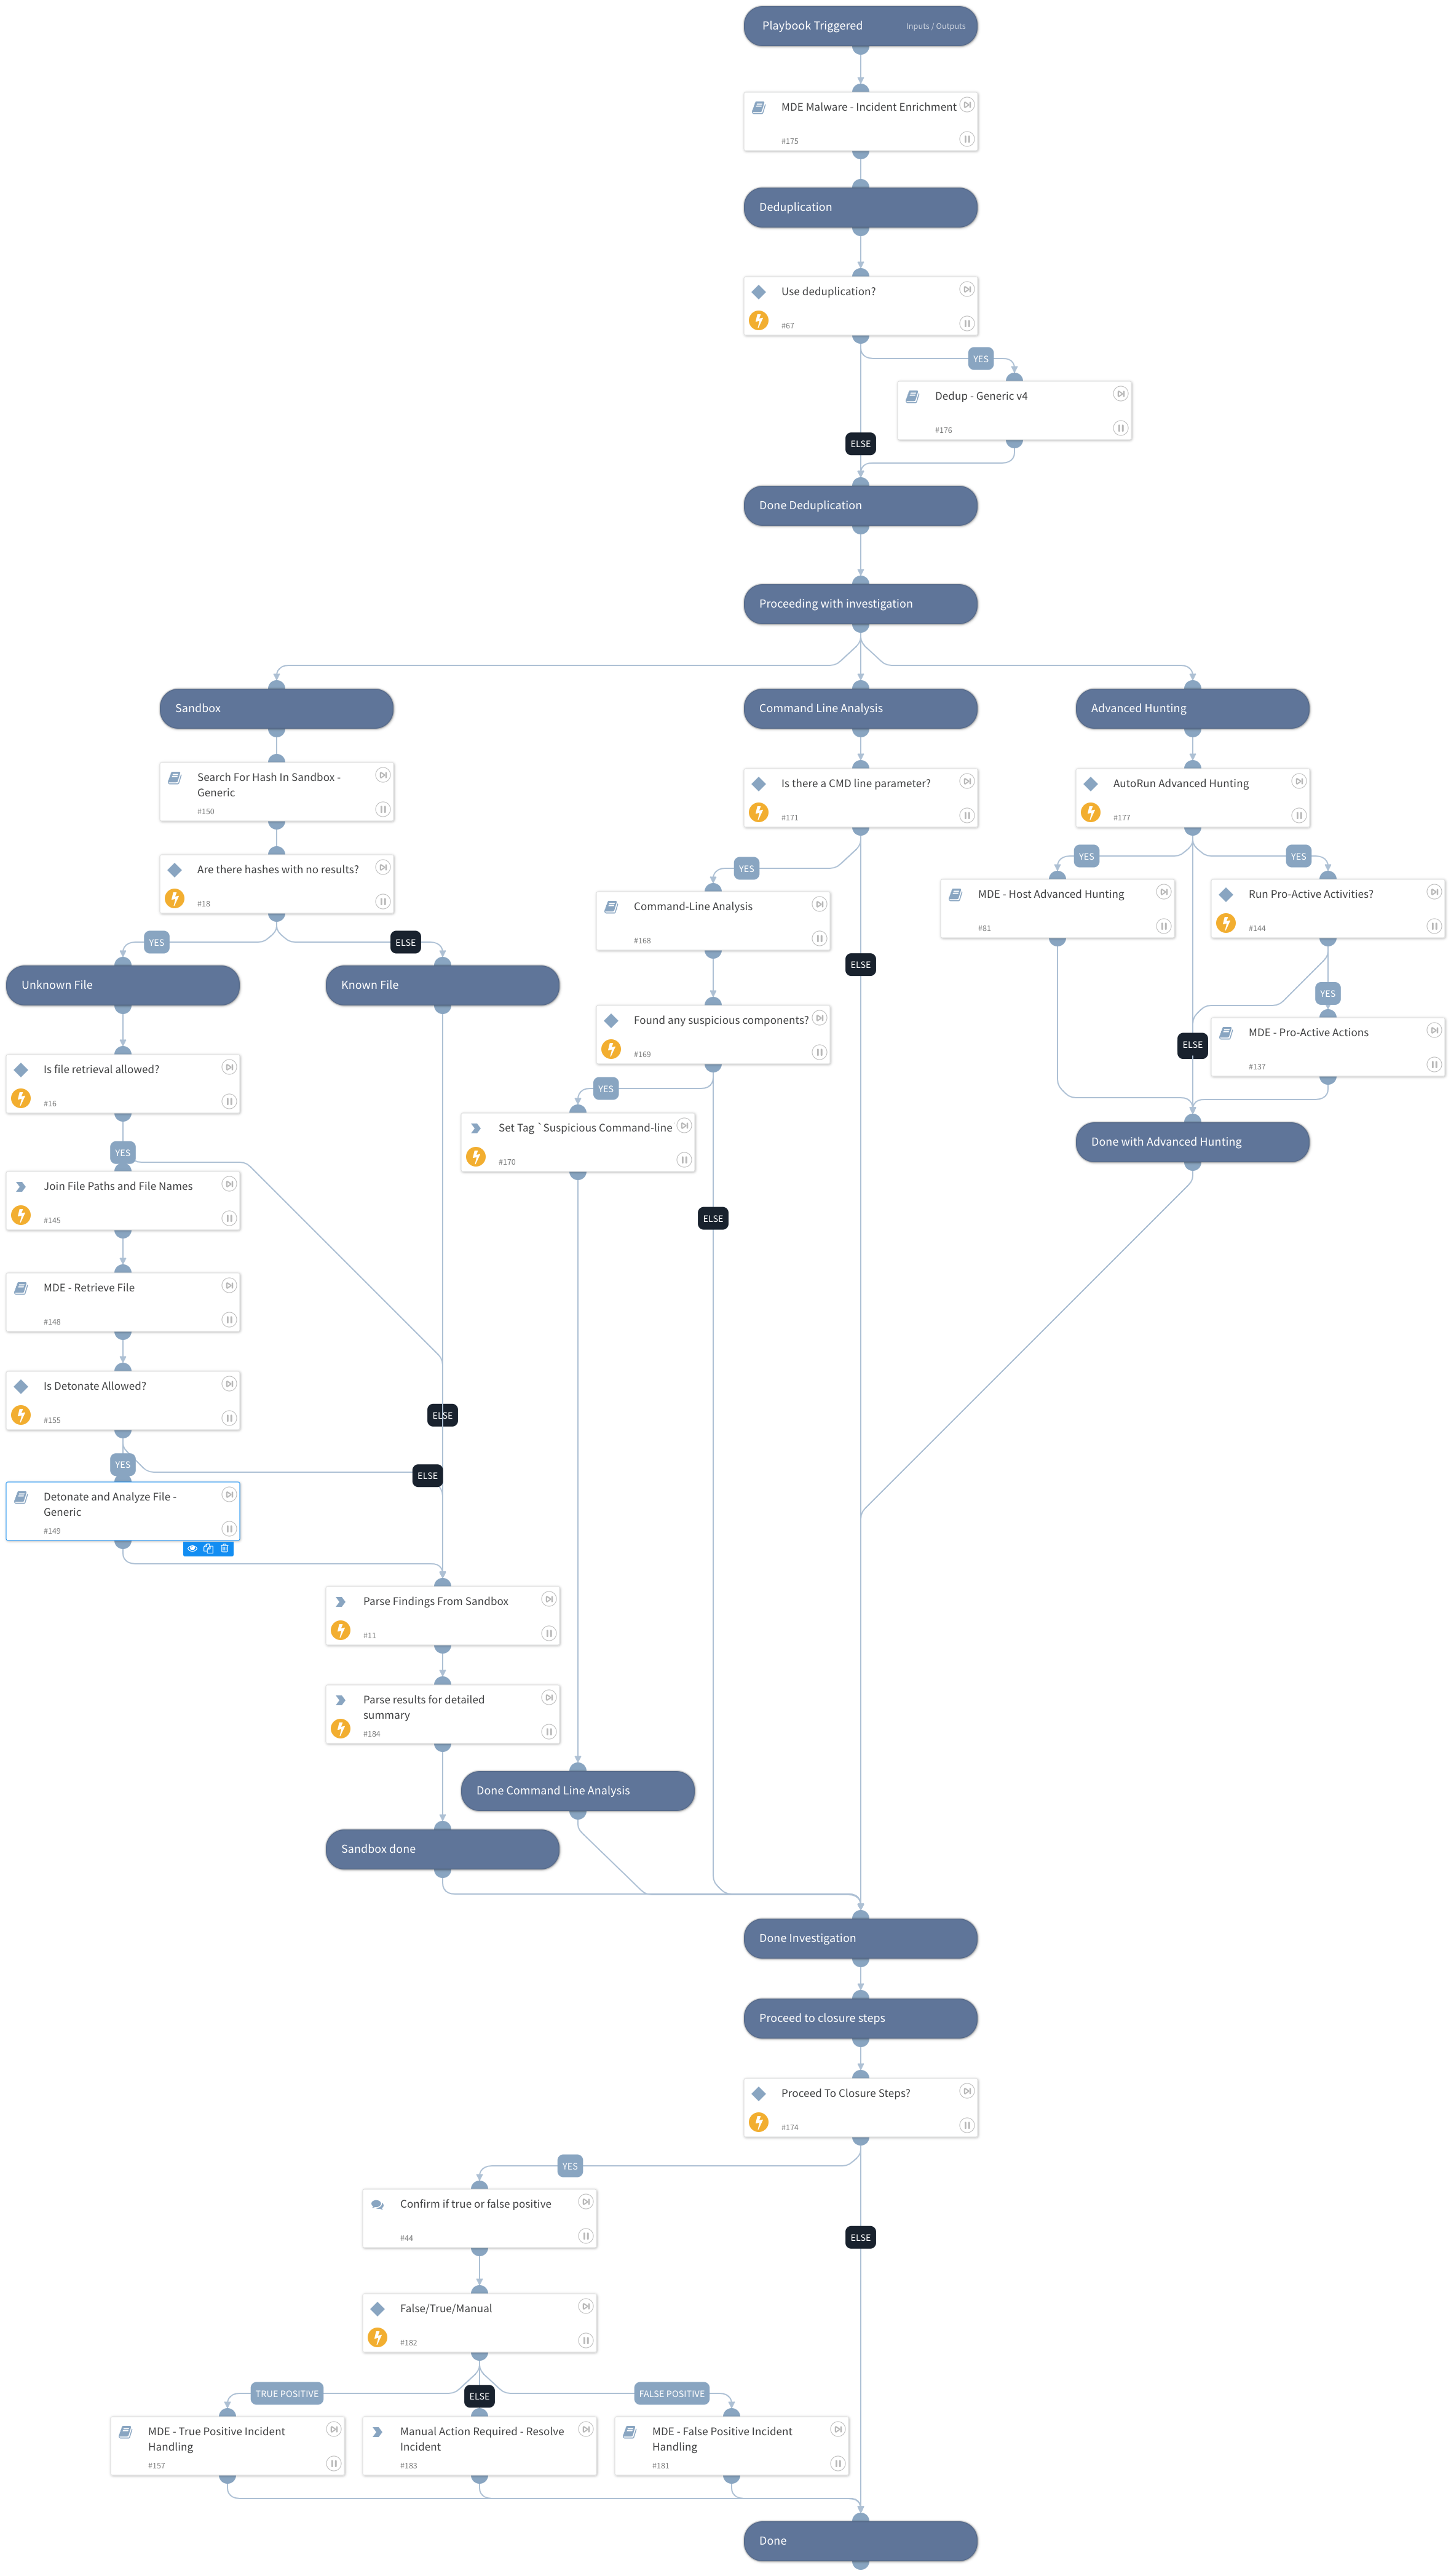 Playbook Triggered
Inputs / Outputs
MDE Malware - Incident Enrichment
#175
Deduplication
Use deduplication?
#67
YES
Dedup - Generic v4
#176
ELSE
Done Deduplication
Proceeding with investigation
Sandbox
Command Line Analysis
Advanced Hunting
Search For Hash In Sandbox -
Generic
#150
Is there a CMD line parameter?
#171
AutoRun Advanced Hunting
#177
Are there hashes with no results?
#18
YES
YES
YES
Command-Line Analysis
#168
MDE - Host Advanced Hunting
#81
Run Pro-Active Activities?
#144
YES
ELSE
ELSE
YES
Unknown File
Known File
Found any suspicious components?
#169
ELSE
MDE - Pro-Active Actions
#137
Is file retrieval allowed?
#16
YES
Set Tag `Suspicious Command-line
#170
Done with Advanced Hunting
YES
Join File Paths and File Names
#145
ELSE
MDE - Retrieve File
#148
Is Detonate Allowed?
#155
ELSE
YES
ELSE
Detonate and Analyze File -
Generic
#149
Parse Findings From Sandbox
#11
Parse results for detailed
summary
#184
Done Command Line Analysis
Sandbox done
Done Investigation
Proceed to closure steps
Proceed To Closure Steps?
#174
YES
Confirm if true or false positive
#44
ELSE
False/True/Manual
#182
TRUE POSITIVE
ELSE
FALSE POSITIVE
MDE - True Positive Incident
Handling
#157
Manual Action Required - Resolve
Incident
#183
MDE - False Positive Incident
Handling
#181
Done